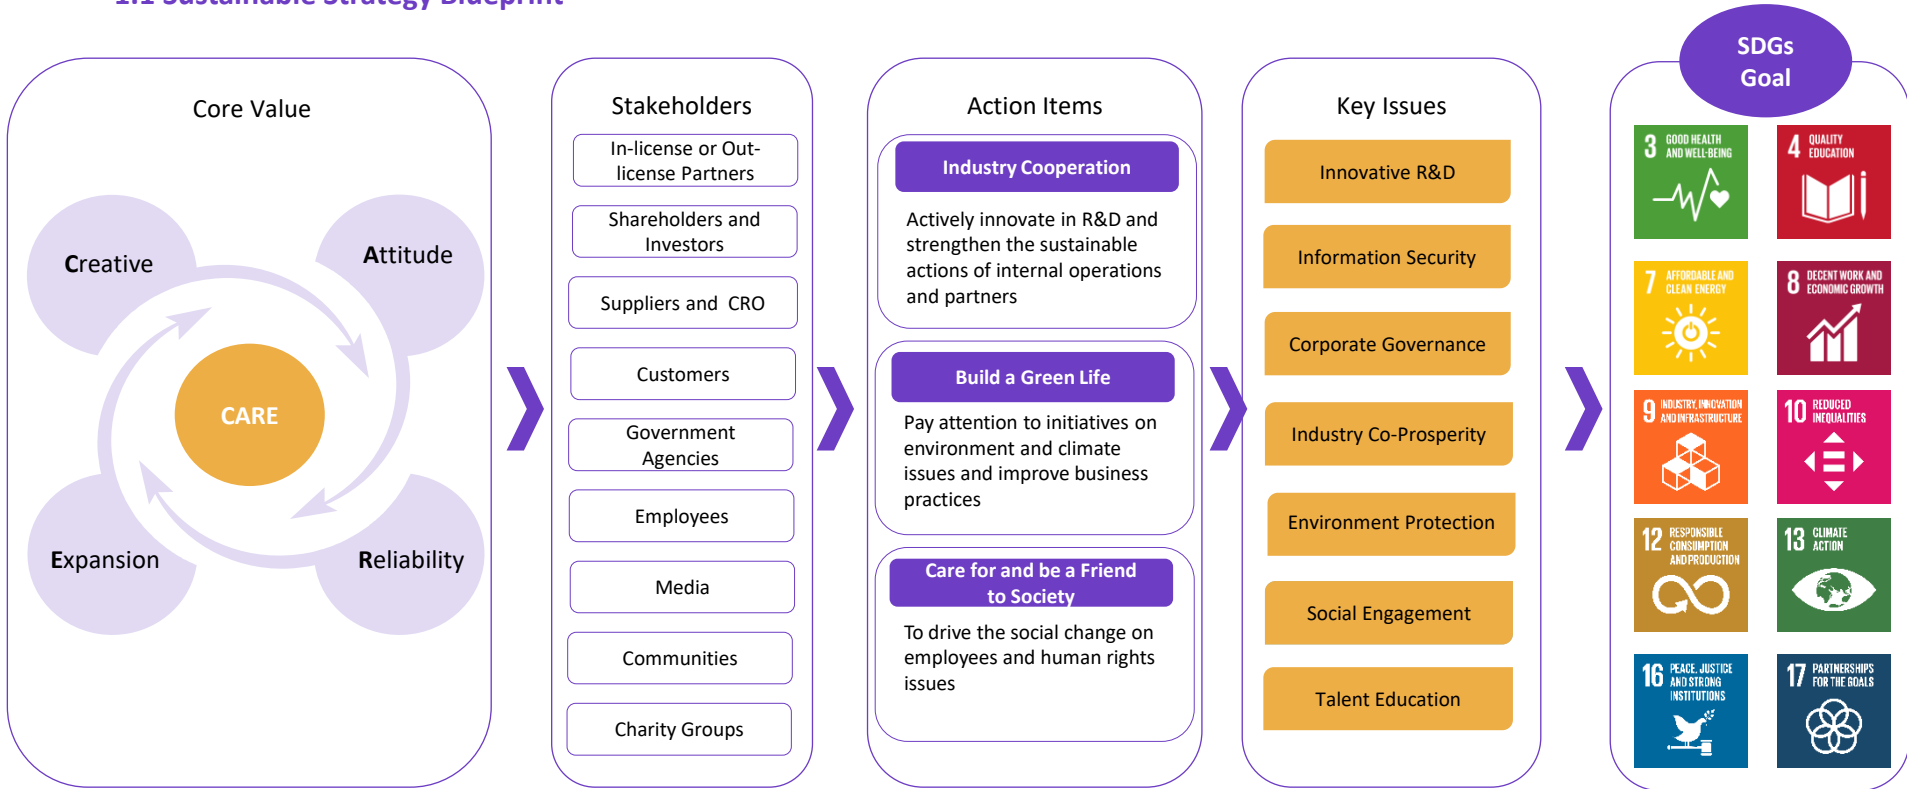 1.1 Sustainable Strategy Blueprint
Core Value
Creative
Attitude
CARE
Expansion
Reliability
Stakeholders
In-license or Out-
license Partners
Shareholders and
Investors
Suppliers and CRO
Customers
Government
Agencies
Employees
Media
Communities
Charity Groups
Action Items
Industry Cooperation
Actively innovate in R&D and
strengthen the sustainable
actions of internal operations
and partners
Build a Green Life
Pay attention to initiatives on
environment and climate
issues and improve business
practices
Care for and be a Friend
to Society
To drive the social change on
employees and human rights
issues
Key Issues
Innovative R&D
Information Security
Corporate Governance
Industry Co-Prosperity
Environment Protection
Social Engagement
Talent Education
SDGs
Goal
3 GOOD HEALTH
AND WELL-BEING
4 QUALITY
EDUCATION
7 AFFORDABLE AND
CLEAN ENERGY
8 DECENT WORK AND
ECONOMIC GROWTH
9 INDUSTRY, INNOVATION
AND INFRASTRUCTURE
10 REDUCED
INEQUALITIES
12 RESPONSIBLE
CONSUMPTION
AND PRODUCTION
13 CLIMATE
ACTION
16 PEACE, JUSTICE
AND STRONG
INSTITUTIONS
17 PARTNERSHIPS
FOR THE GOALS